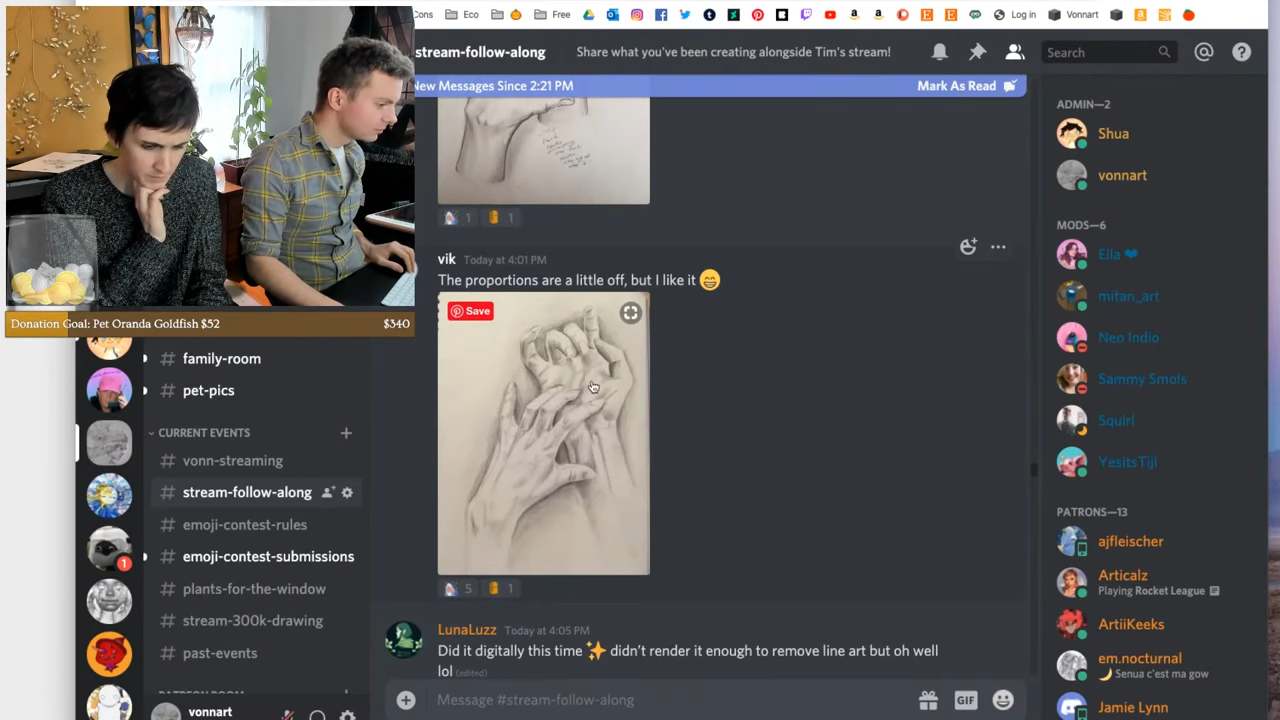 Cons
Eco
Free
Log in
Vonnart
stream-follow-along
Share what you've been creating alongside Tim's stream!
Search
New Messages Since 2:21 PM
Mark As Read
1
1
vik Today at 4:01 PM
The proportions are a little off, but I like it
Save
5
1
LunaLuzz Today at 4:05 PM
Did it digitally this time ✨ didn't render it enough to remove line art but oh well
lol (edited)
Message #stream-follow-along
GIF
Donation Goal: Pet Oranda Goldfish $52
$340
# family-room
# pet-pics
CURRENT EVENTS
# vonn-streaming
# stream-follow-along
# emoji-contest-rules
1
# emoji-contest-submissions
# plants-for-the-window
# stream-300k-drawing
# past-events
vonnart
ADMIN—2
Shua
vonnart
MODS—6
Ella ❤
mitan_art
Neo Indio
Sammy Smols
Squirl
YesitsTijl
PATRONS—13
ajfleischer
Articalz
Playing Rocket League
ArtiiKeeks
em.nocturnal
Senua c'est ma gow
Jamie Lynn